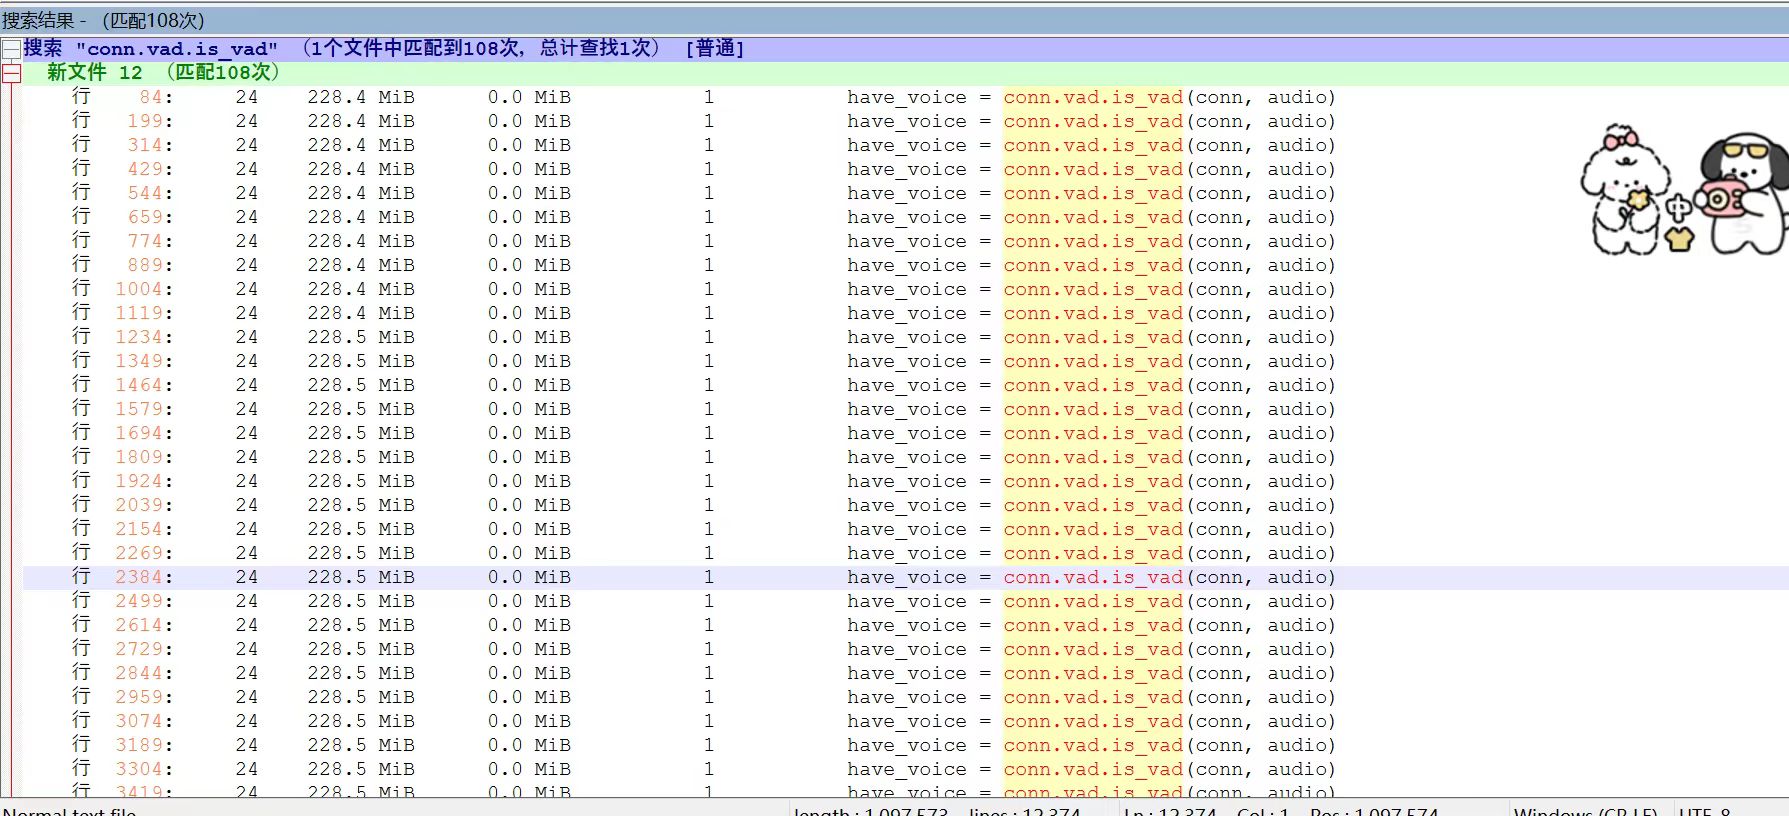 搜索结果 - （匹配108次）
搜索 "conn.vad.is_vad" （1个文件中匹配到108次，总计查找1次） [普通]
新文件 12 （匹配108次）
行 84: 24 228.4 MiB 0.0 MiB 1 have_voice = conn.vad.is_vad(conn, audio)
行 199: 24 228.4 MiB 0.0 MiB 1 have_voice = conn.vad.is_vad(conn, audio)
行 314: 24 228.4 MiB 0.0 MiB 1 have_voice = conn.vad.is_vad(conn, audio)
行 429: 24 228.4 MiB 0.0 MiB 1 have_voice = conn.vad.is_vad(conn, audio)
行 544: 24 228.4 MiB 0.0 MiB 1 have_voice = conn.vad.is_vad(conn, audio)
行 659: 24 228.4 MiB 0.0 MiB 1 have_voice = conn.vad.is_vad(conn, audio)
行 774: 24 228.4 MiB 0.0 MiB 1 have_voice = conn.vad.is_vad(conn, audio)
行 889: 24 228.4 MiB 0.0 MiB 1 have_voice = conn.vad.is_vad(conn, audio)
行 1004: 24 228.4 MiB 0.0 MiB 1 have_voice = conn.vad.is_vad(conn, audio)
行 1119: 24 228.4 MiB 0.0 MiB 1 have_voice = conn.vad.is_vad(conn, audio)
行 1234: 24 228.5 MiB 0.0 MiB 1 have_voice = conn.vad.is_vad(conn, audio)
行 1349: 24 228.5 MiB 0.0 MiB 1 have_voice = conn.vad.is_vad(conn, audio)
行 1464: 24 228.5 MiB 0.0 MiB 1 have_voice = conn.vad.is_vad(conn, audio)
行 1579: 24 228.5 MiB 0.0 MiB 1 have_voice = conn.vad.is_vad(conn, audio)
行 1694: 24 228.5 MiB 0.0 MiB 1 have_voice = conn.vad.is_vad(conn, audio)
行 1809: 24 228.5 MiB 0.0 MiB 1 have_voice = conn.vad.is_vad(conn, audio)
行 1924: 24 228.5 MiB 0.0 MiB 1 have_voice = conn.vad.is_vad(conn, audio)
行 2039: 24 228.5 MiB 0.0 MiB 1 have_voice = conn.vad.is_vad(conn, audio)
行 2154: 24 228.5 MiB 0.0 MiB 1 have_voice = conn.vad.is_vad(conn, audio)
行 2269: 24 228.5 MiB 0.0 MiB 1 have_voice = conn.vad.is_vad(conn, audio)
行 2384: 24 228.5 MiB 0.0 MiB 1 have_voice = conn.vad.is_vad(conn, audio)
行 2499: 24 228.5 MiB 0.0 MiB 1 have_voice = conn.vad.is_vad(conn, audio)
行 2614: 24 228.5 MiB 0.0 MiB 1 have_voice = conn.vad.is_vad(conn, audio)
行 2729: 24 228.5 MiB 0.0 MiB 1 have_voice = conn.vad.is_vad(conn, audio)
行 2844: 24 228.5 MiB 0.0 MiB 1 have_voice = conn.vad.is_vad(conn, audio)
行 2959: 24 228.5 MiB 0.0 MiB 1 have_voice = conn.vad.is_vad(conn, audio)
行 3074: 24 228.5 MiB 0.0 MiB 1 have_voice = conn.vad.is_vad(conn, audio)
行 3189: 24 228.5 MiB 0.0 MiB 1 have_voice = conn.vad.is_vad(conn, audio)
行 3304: 24 228.5 MiB 0.0 MiB 1 have_voice = conn.vad.is_vad(conn, audio)
行 3419: 24 228.5 MiB 0.0 MiB 1 have_voice = conn.vad.is_vad(conn, audio)
中
Normal text file length : 1,097,573 lines : 12,374 Ln : 12,374 Col : 1 Pos : 1,097,574 Windows (CR LF) UTF-8